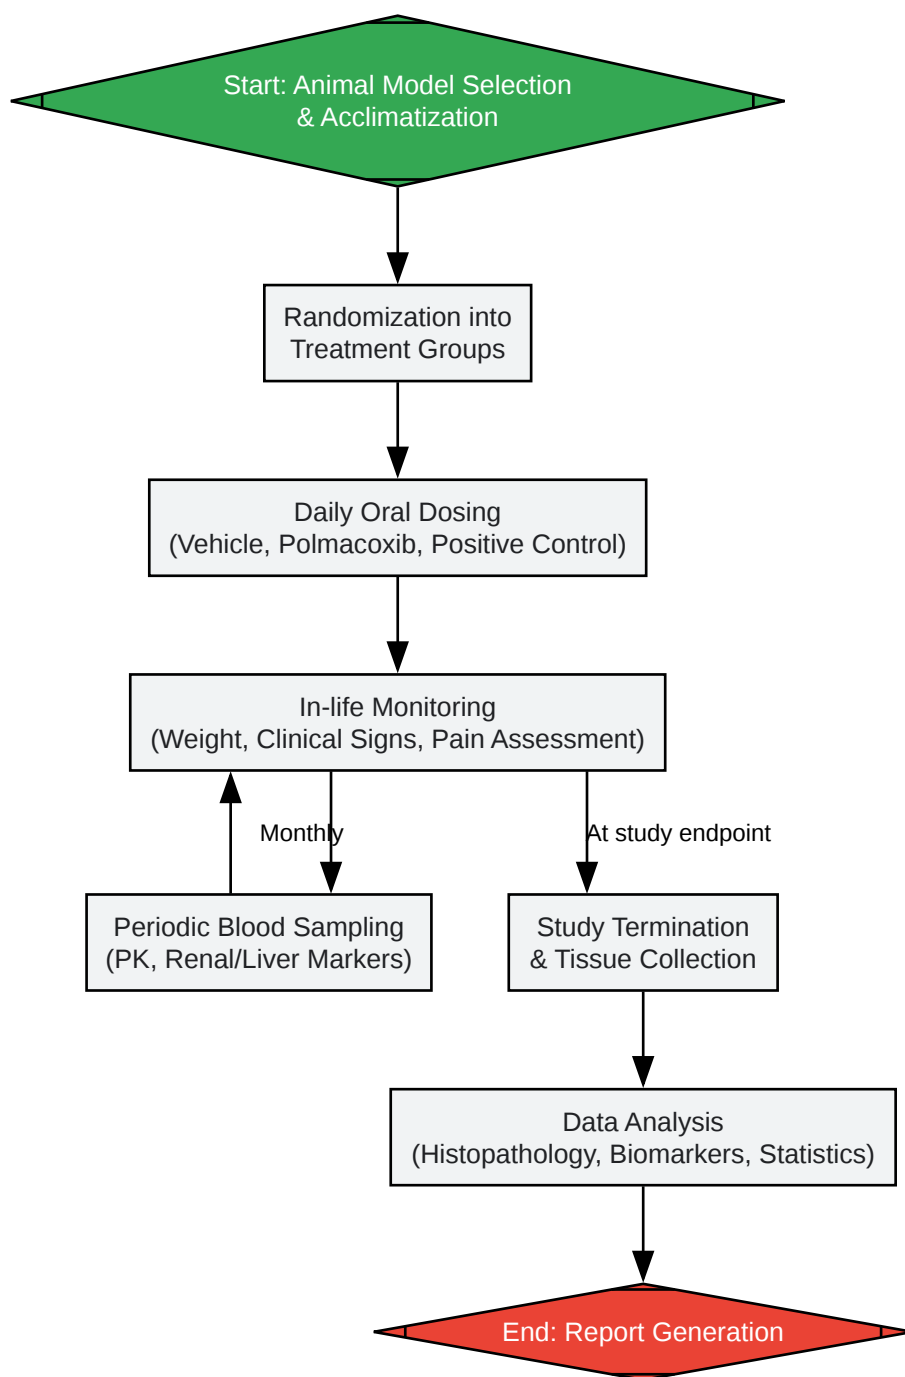 Start: Animal Model Selection
& Acclimatization
Randomization into
Treatment Groups
Daily Oral Dosing
(Vehicle, Polmacoxib, Positive Control)
In-life Monitoring
(Weight, Clinical Signs, Pain Assessment)
Monthly
At study endpoint
Periodic Blood Sampling
(PK, Renal/Liver Markers)
Study Termination
& Tissue Collection
Data Analysis
(Histopathology, Biomarkers, Statistics)
End: Report Generation